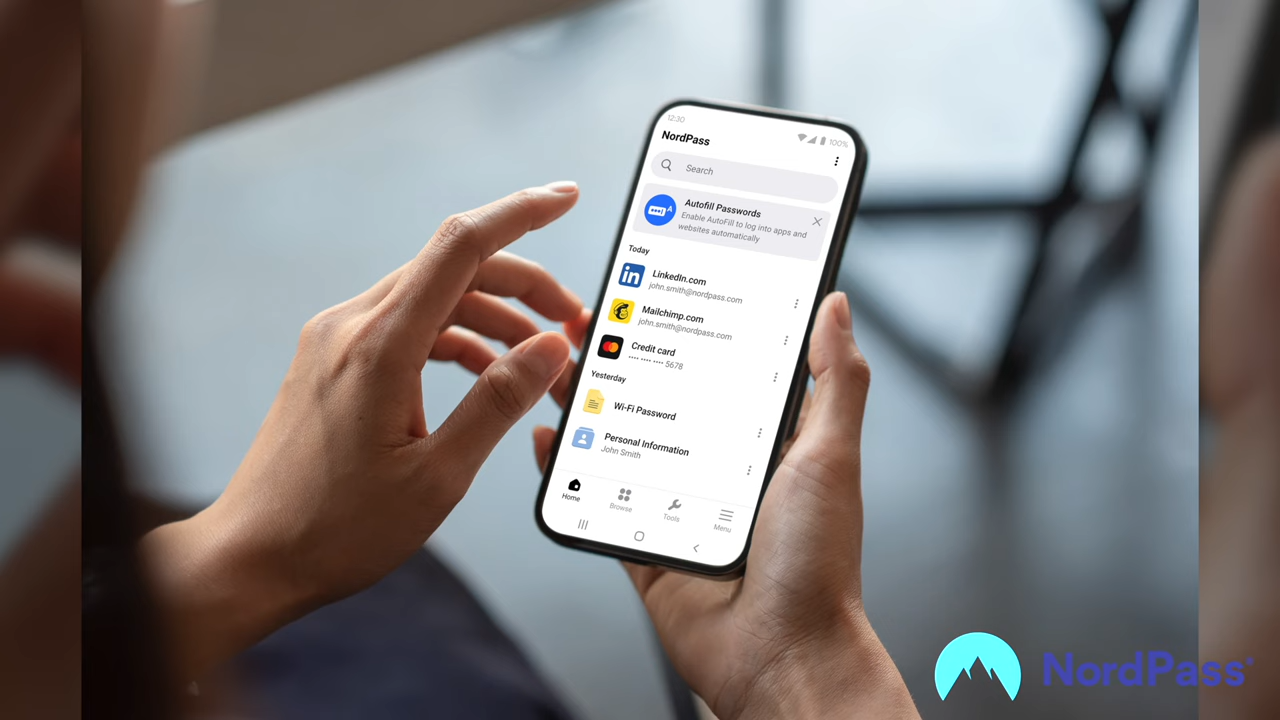 12:30
100%
NordPass
Search
Autofill Passwords
Enable AutoFill to log into apps and
websites automatically
Today
LinkedIn.com
john.smith@nordpass.com
Mailchimp.com
john.smith@nordpass.com
Credit card
•••• •••• •••• 5678
Yesterday
Wi-Fi Password
Personal Information
John Smith
Home
Browse
Tools
Menu
NordPass